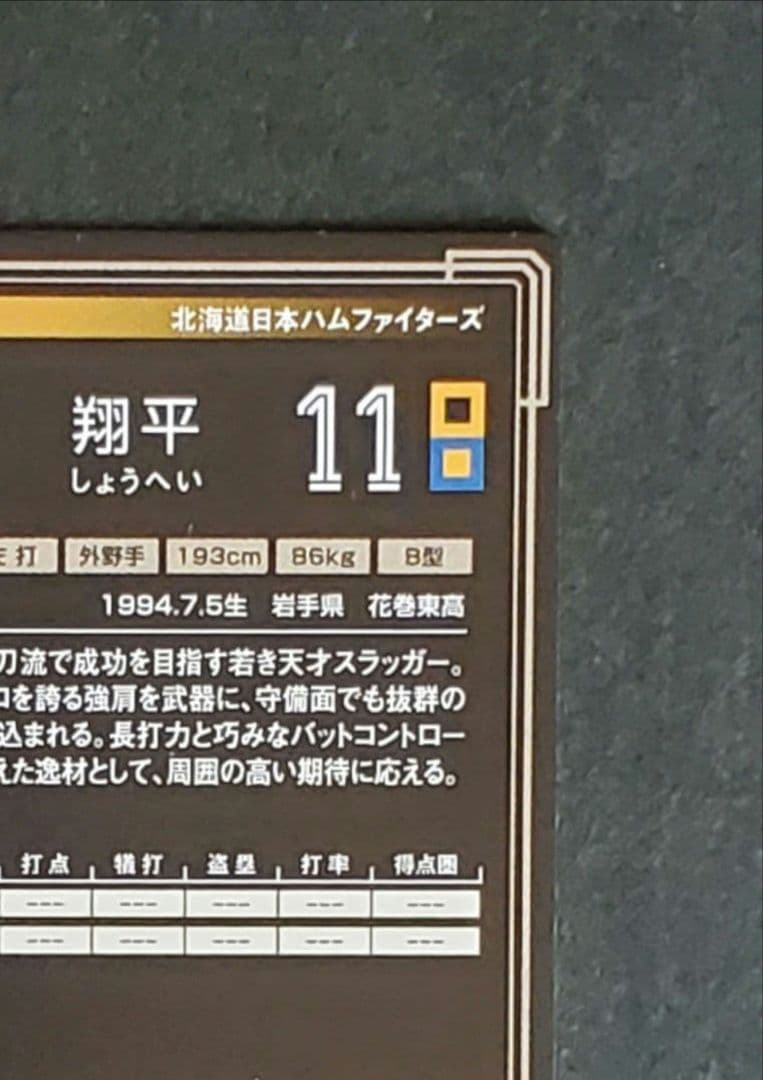 北海道日本ハムファイターズ
翔平 11
しょうへい
打 外野手 193cm 86kg B型
1994.7.5生 岩手県 花巻東高
刀流で成功を目指す若き天才スラッガー。
ロを誇る強肩を武器に、守備面でも抜群の
込まれる。長打力と巧みなバットコントロー
えた逸材として、周囲の高い期待に応える。
打点 犠打 盗塁 打率 得点圏
--- --- --- --- ---
--- --- --- --- ---